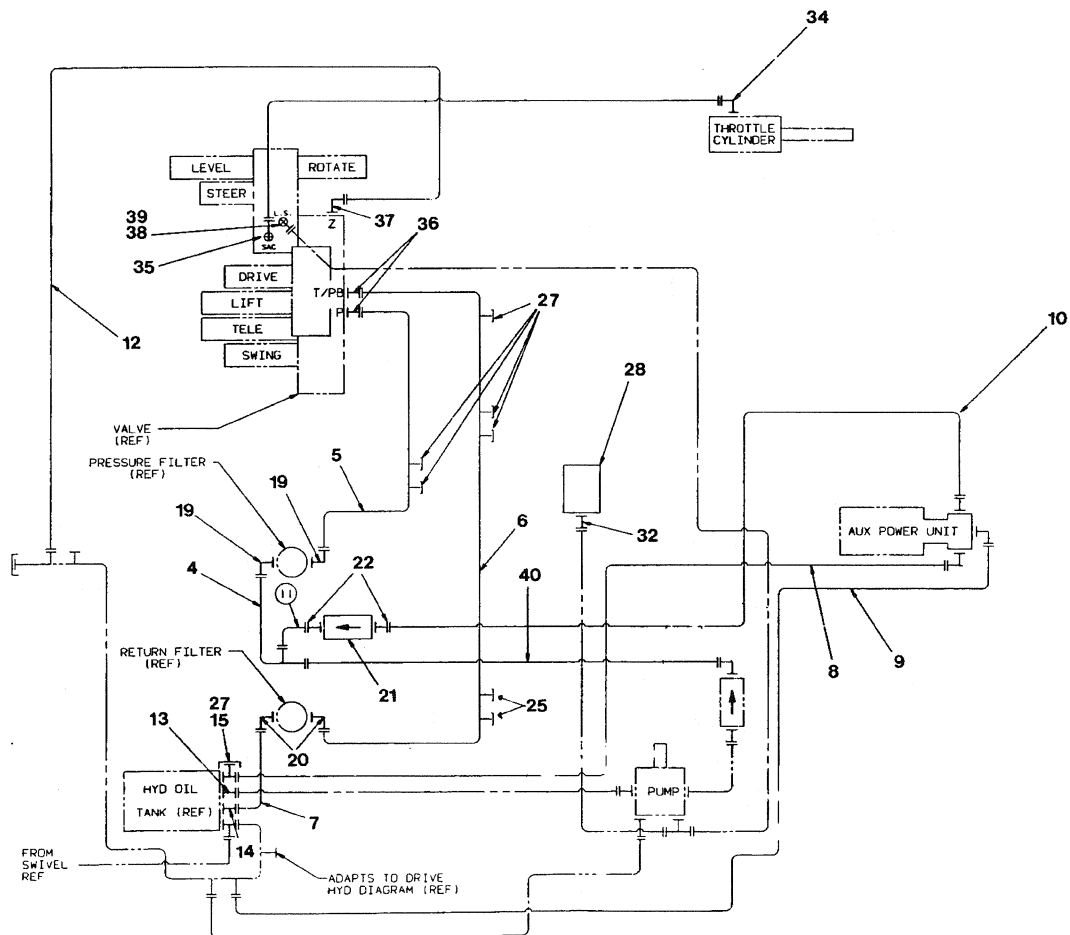 34
THROTTLE
CYLINDER
LEVEL
ROTATE
STEER
39
38
L.S.
Z
37
36
35
SAC
DRIVE
T/PB
27
LIFT
P
12
TELE
10
SWING
28
VALVE
(REF)
5
PRESSURE FILTER
(REF)
19
6
19
32
AUX POWER UNIT
4
22
40
8
9
RETURN FILTER
(REF)
21
25
27
13
15
20
HYD OIL
PUMP
TANK (REF)
7
14
FROM
SWIVEL
REF
ADAPTS TO DRIVE
HYD DIAGRAM (REF)